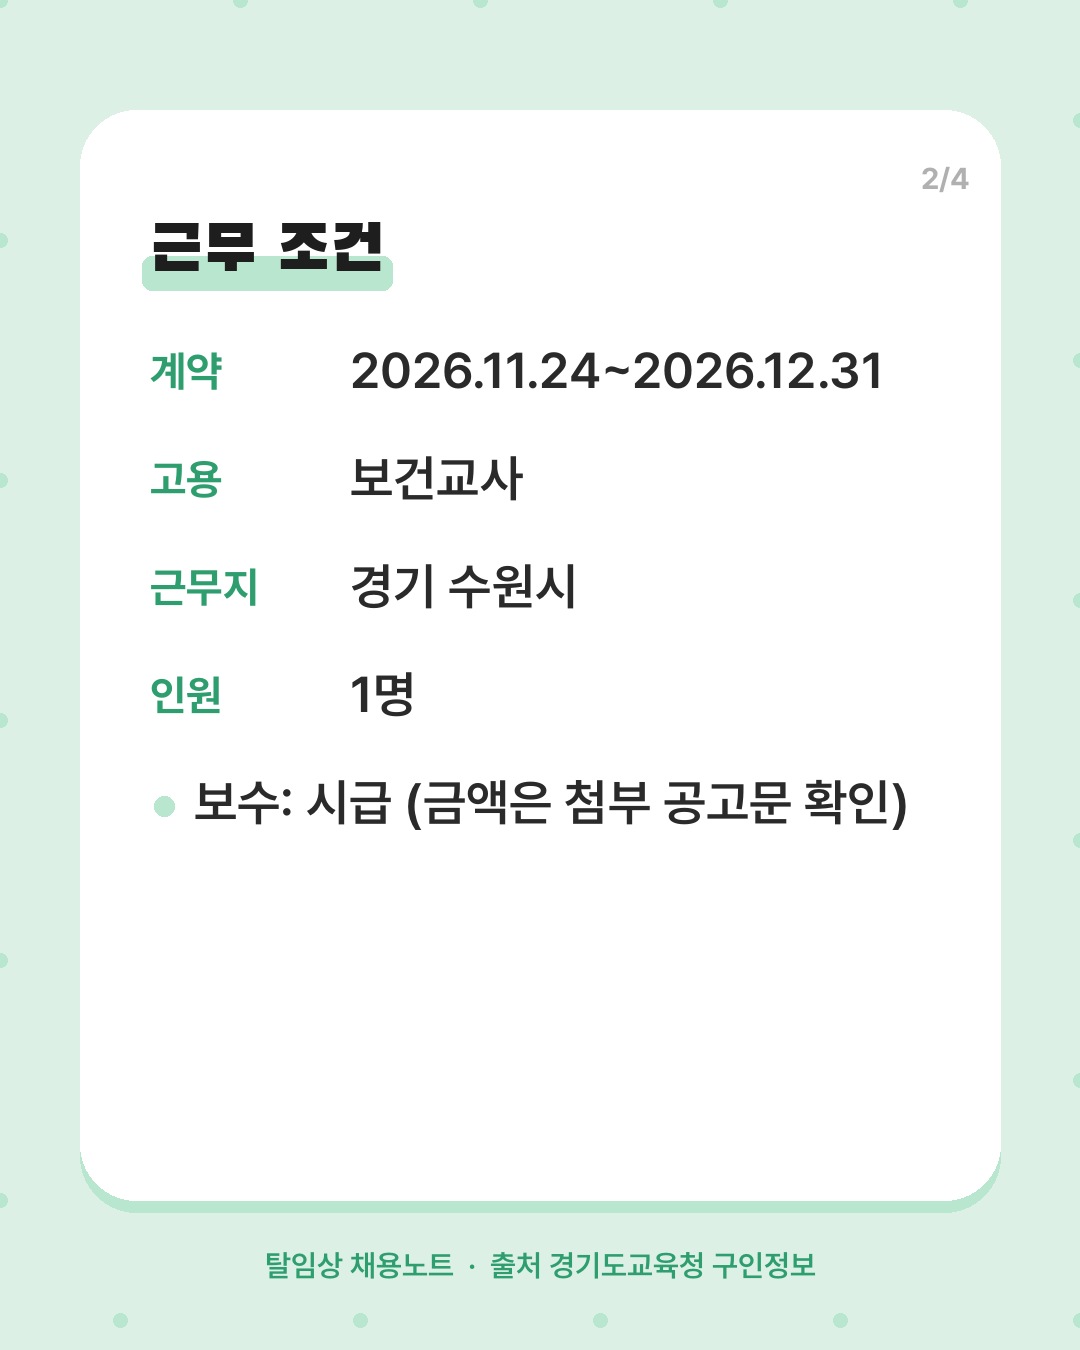 2/4
근무 조건
계약 2026.11.24~2026.12.31
고용 보건교사
근무지 경기 수원시
인원 1명
보수: 시급 (금액은 첨부 공고문 확인)
탈임상 채용노트 · 출처 경기도교육청 구인정보